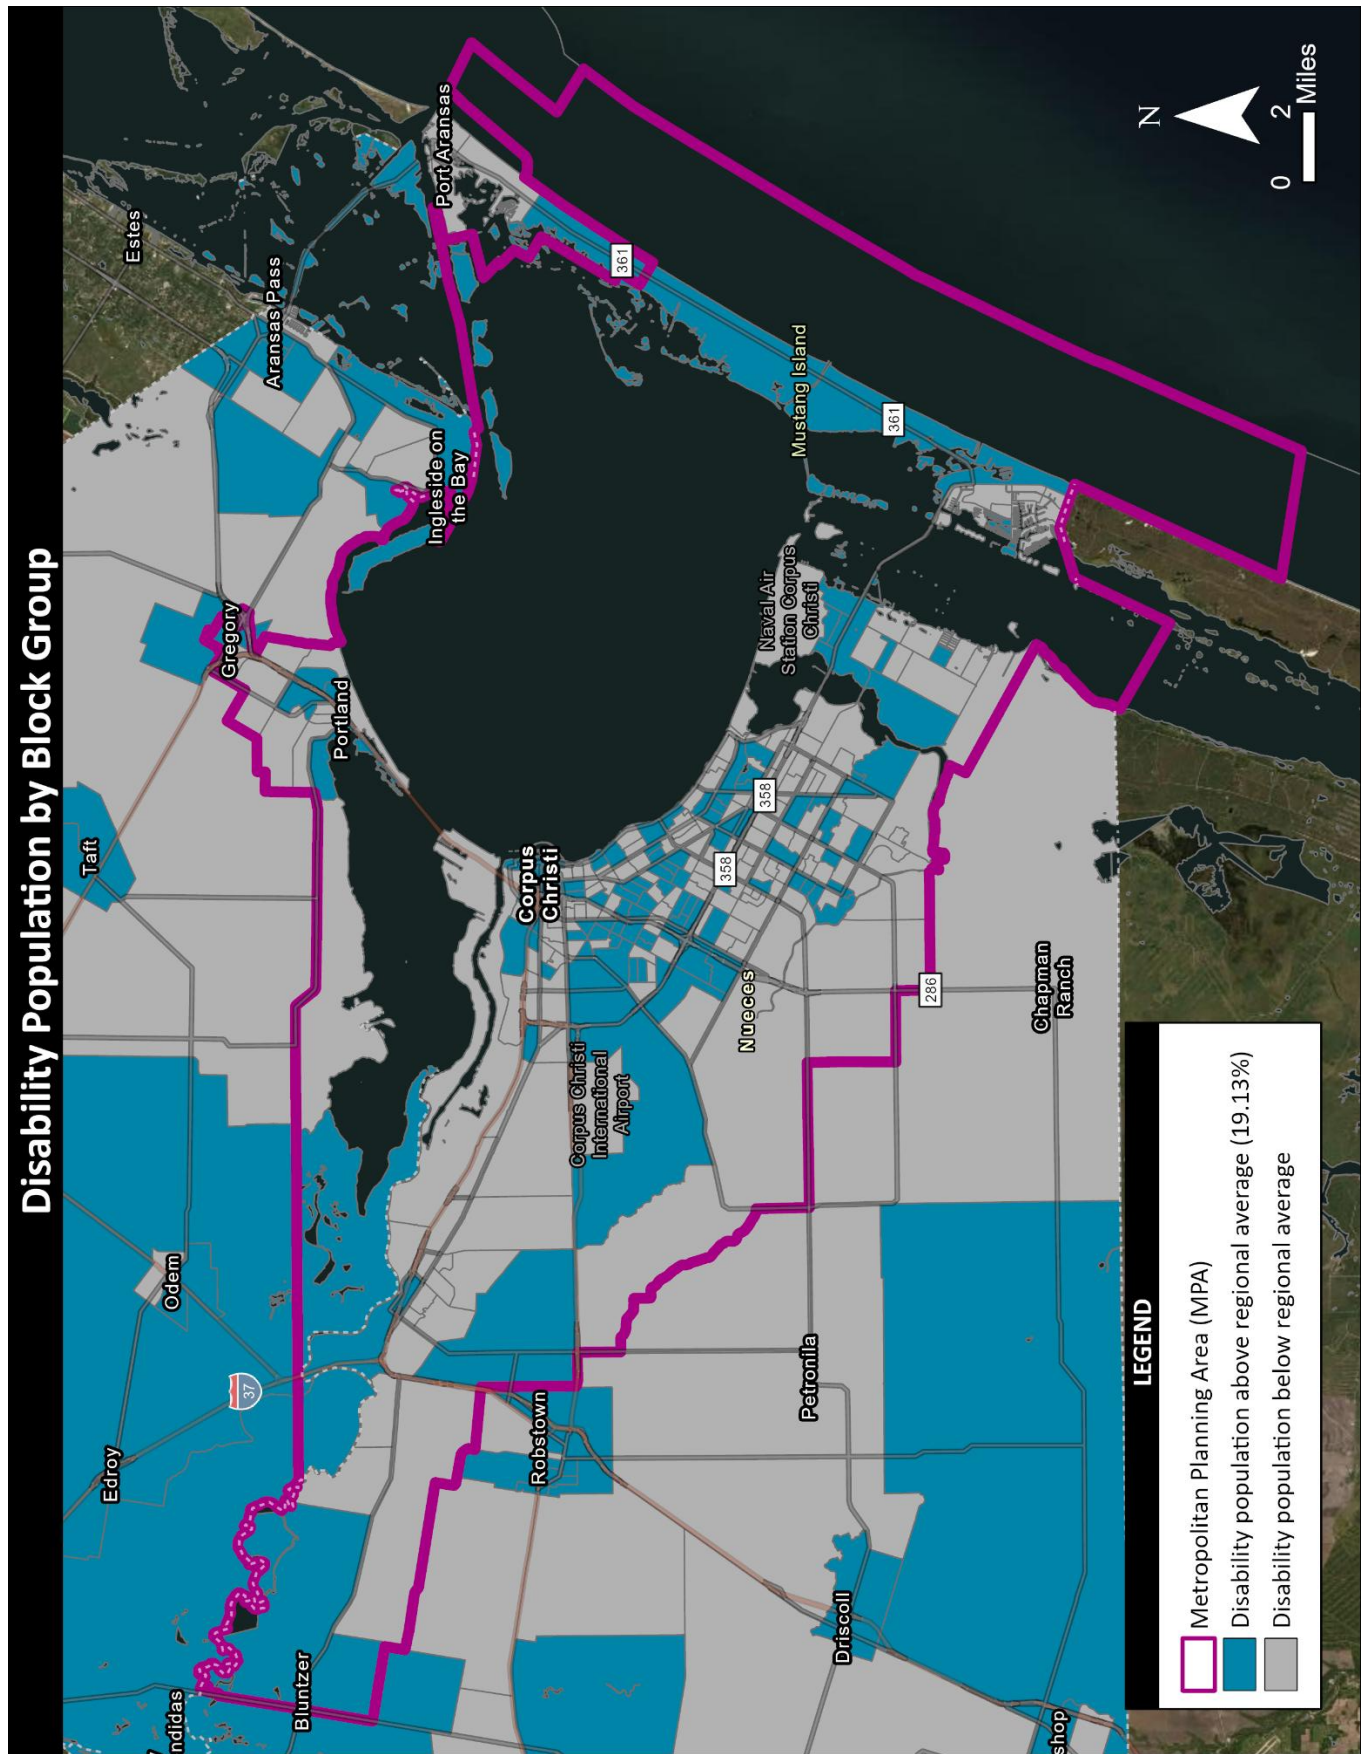 Disability Population by Block Group
Edroy
Odem
Taft
Estes
37
Gregory
Aransas Pass
Port Aransas
Bluntzer
Portland
Ingleside on
the Bay
361
Robstown
Corpus
Christi
Corpus Christi
International
Airport
358
358
Naval Air
Station Corpus
Christi
Mustang Island
361
Nueces
Petronila
Driscoll
286
Chapman
Ranch
N
0 2
Miles
LEGEND
Metropolitan Planning Area (MPA)
Disability population above regional average (19.13%)
Disability population below regional average
ndidas
shop